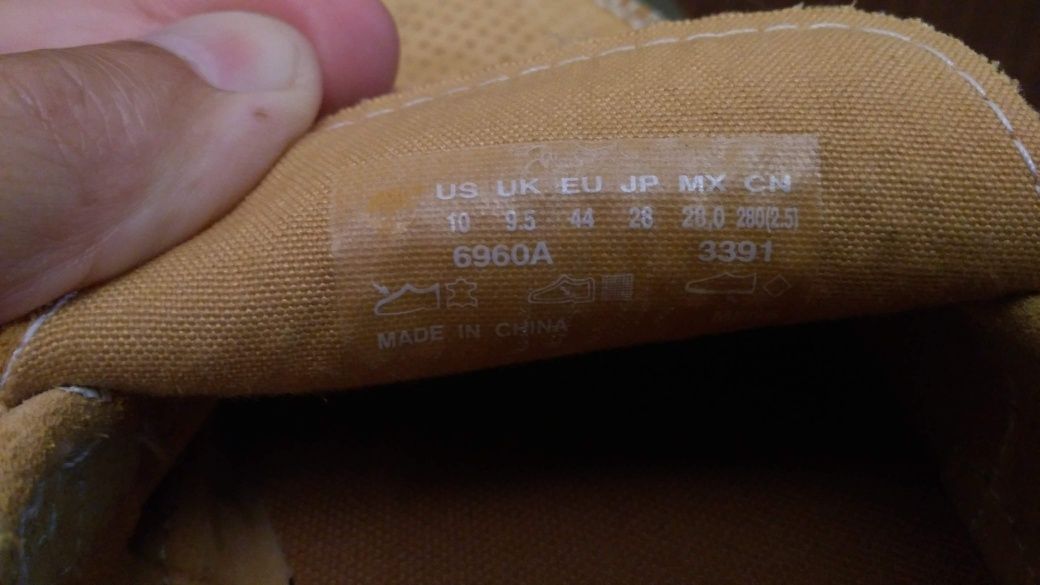 US UK EU JP MX CN
10 9.5 44 28 28.0 280(2.5)
6960A 3391
MADE IN CHINA